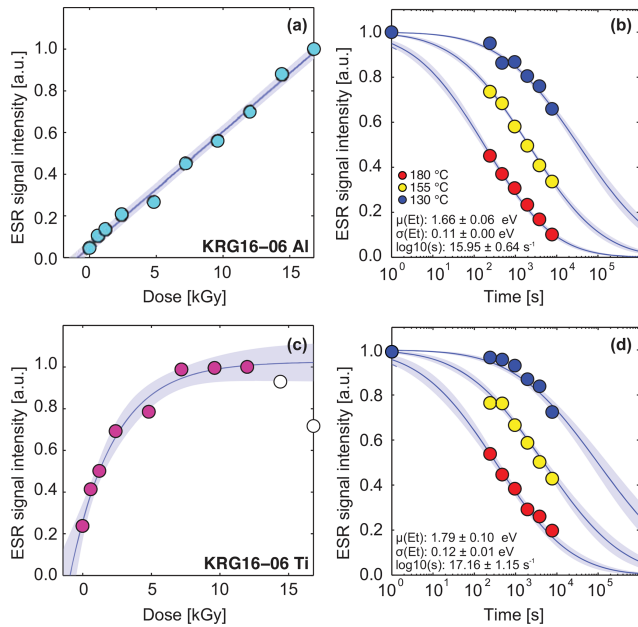 (a)
ESR signal intensity [a.u.]
1.0
0.8
0.6
0.4
0.2
0.0
KRG16–06 Al
0
5
10
15
Dose [kGy]
(b)
ESR signal intensity [a.u.]
1.0
0.8
0.6
0.4
0.2
0.0
180 °C
155 °C
130 °C
μ(Et): 1.66 ± 0.06 eV
σ(Et): 0.11 ± 0.00 eV
log10(s): 15.95 ± 0.64 s⁻¹
10⁰
10¹
10²
10³
10⁴
10⁵
Time [s]
(c)
ESR signal intensity [a.u.]
1.0
0.8
0.6
0.4
0.2
0.0
KRG16–06 Ti
0
5
10
15
Dose [kGy]
(d)
ESR signal intensity [a.u.]
1.0
0.8
0.6
0.4
0.2
0.0
μ(Et): 1.79 ± 0.10 eV
σ(Et): 0.12 ± 0.01 eV
log10(s): 17.16 ± 1.15 s⁻¹
10⁰
10¹
10²
10³
10⁴
10⁵
Time [s]